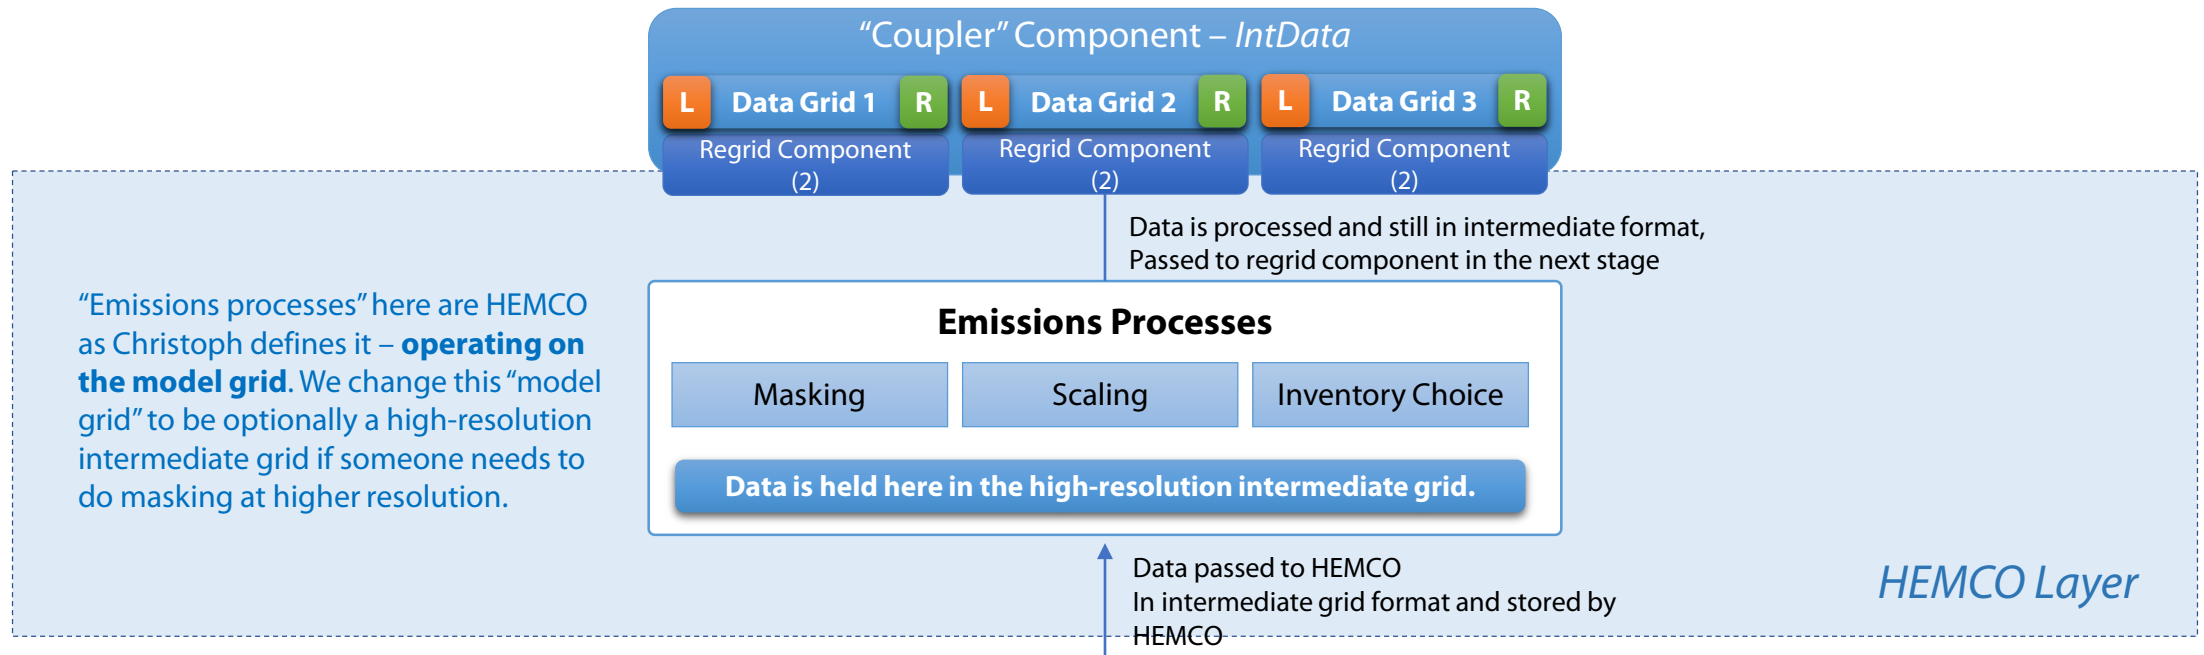 “Coupler” Component – IntData
L Data Grid 1 R L Data Grid 2 R L Data Grid 3 R
Regrid Component
(2)
Regrid Component
(2)
Regrid Component
(2)
Data is processed and still in intermediate format,
Passed to regrid component in the next stage
“Emissions processes” here are HEMCO
as Christoph defines it – operating on
the model grid. We change this “model
grid” to be optionally a high-resolution
intermediate grid if someone needs to
do masking at higher resolution.
Emissions Processes
Masking
Scaling
Inventory Choice
Data is held here in the high-resolution intermediate grid.
Data passed to HEMCO
In intermediate grid format and stored by
HEMCO
HEMCO Layer